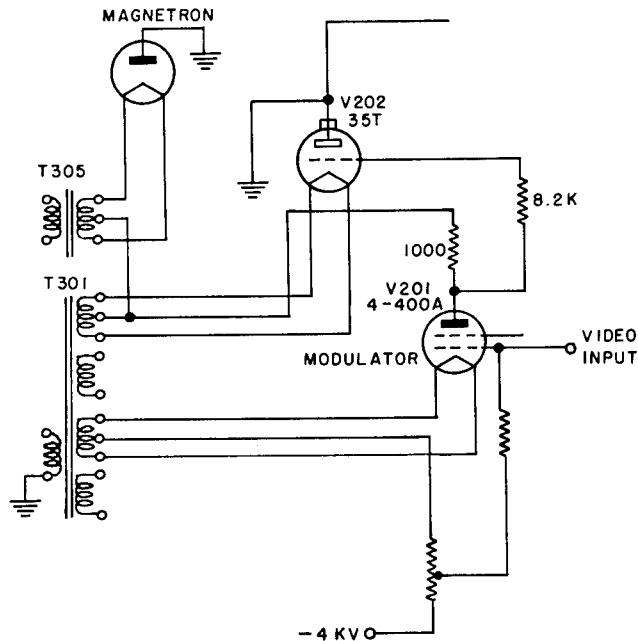 MAGNETRON
V202
35T
T305
8.2K
1000
T301
V201
4-400A
VIDEO
INPUT
MODULATOR
-4 KV